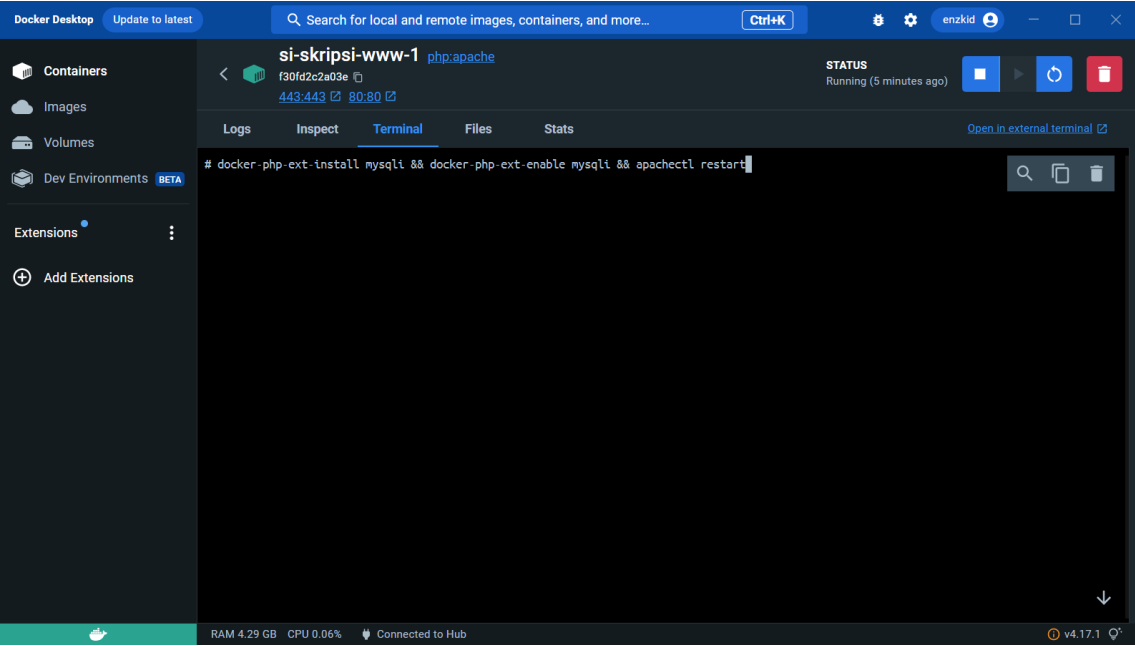 Docker Desktop Update to latest Search for local and remote images, containers, and more... Ctrl+K enzkid
Containers
Images
Volumes
Dev Environments BETA
Extensions
Add Extensions
si-skripsi-www-1 php:apache
f30fd2c2a03e
443:443 80:80
STATUS
Running (5 minutes ago)
Logs Inspect Terminal Files Stats Open in external terminal
# docker-php-ext-install mysqli && docker-php-ext-enable mysqli && apachectl restart
RAM 4.29 GB CPU 0.06% Connected to Hub v4.17.1